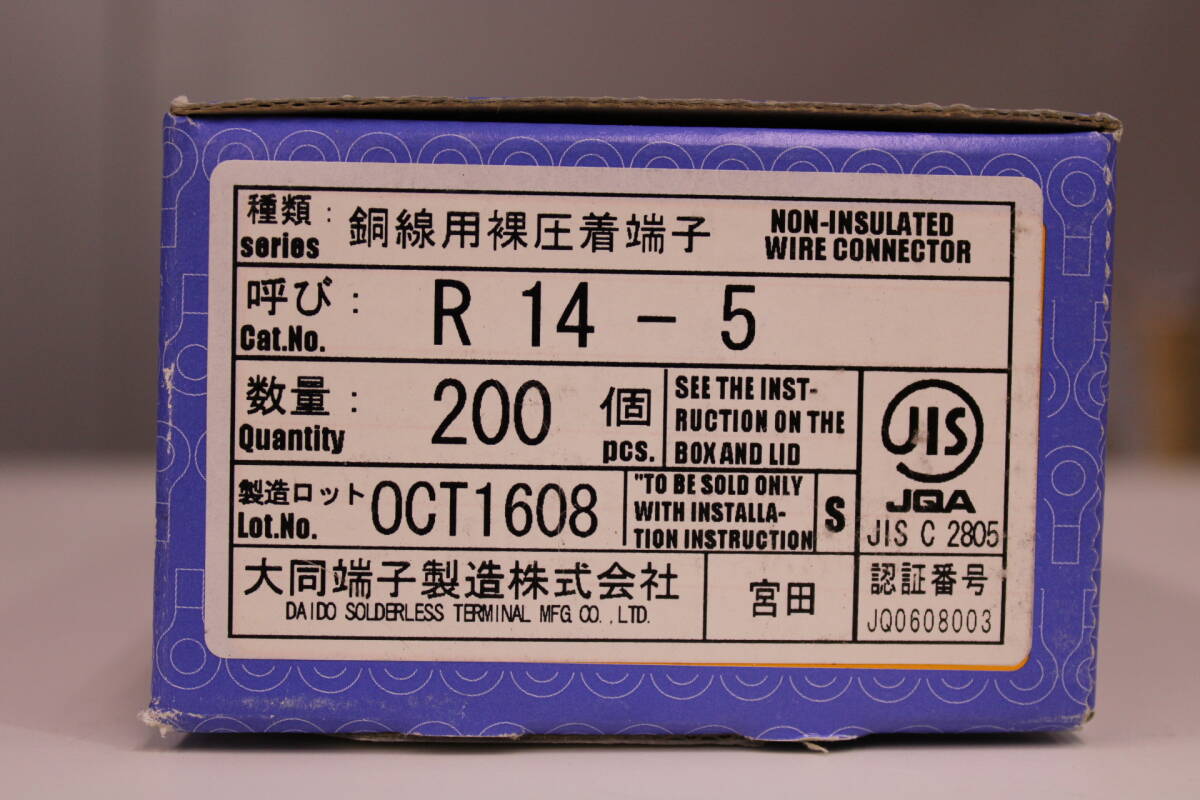 種類: 銅線用裸圧着端子 NON-INSULATED
series WIRE CONNECTOR
呼び: R 14 - 5
Cat.No.
数量: 200 個
Quantity pcs.
SEE THE INST-
RUCTION ON THE
BOX AND LID
JIS
JQA
JIS C 2805
製造ロット OCT1608
Lot.No.
"TO BE SOLD ONLY
WITH INSTALLA-
TION INSTRUCTION
S
大同端子製造株式会社
DAIDO SOLDERLESS TERMINAL MFG. CO.,LTD.
宮田
認証番号
JQ0608003